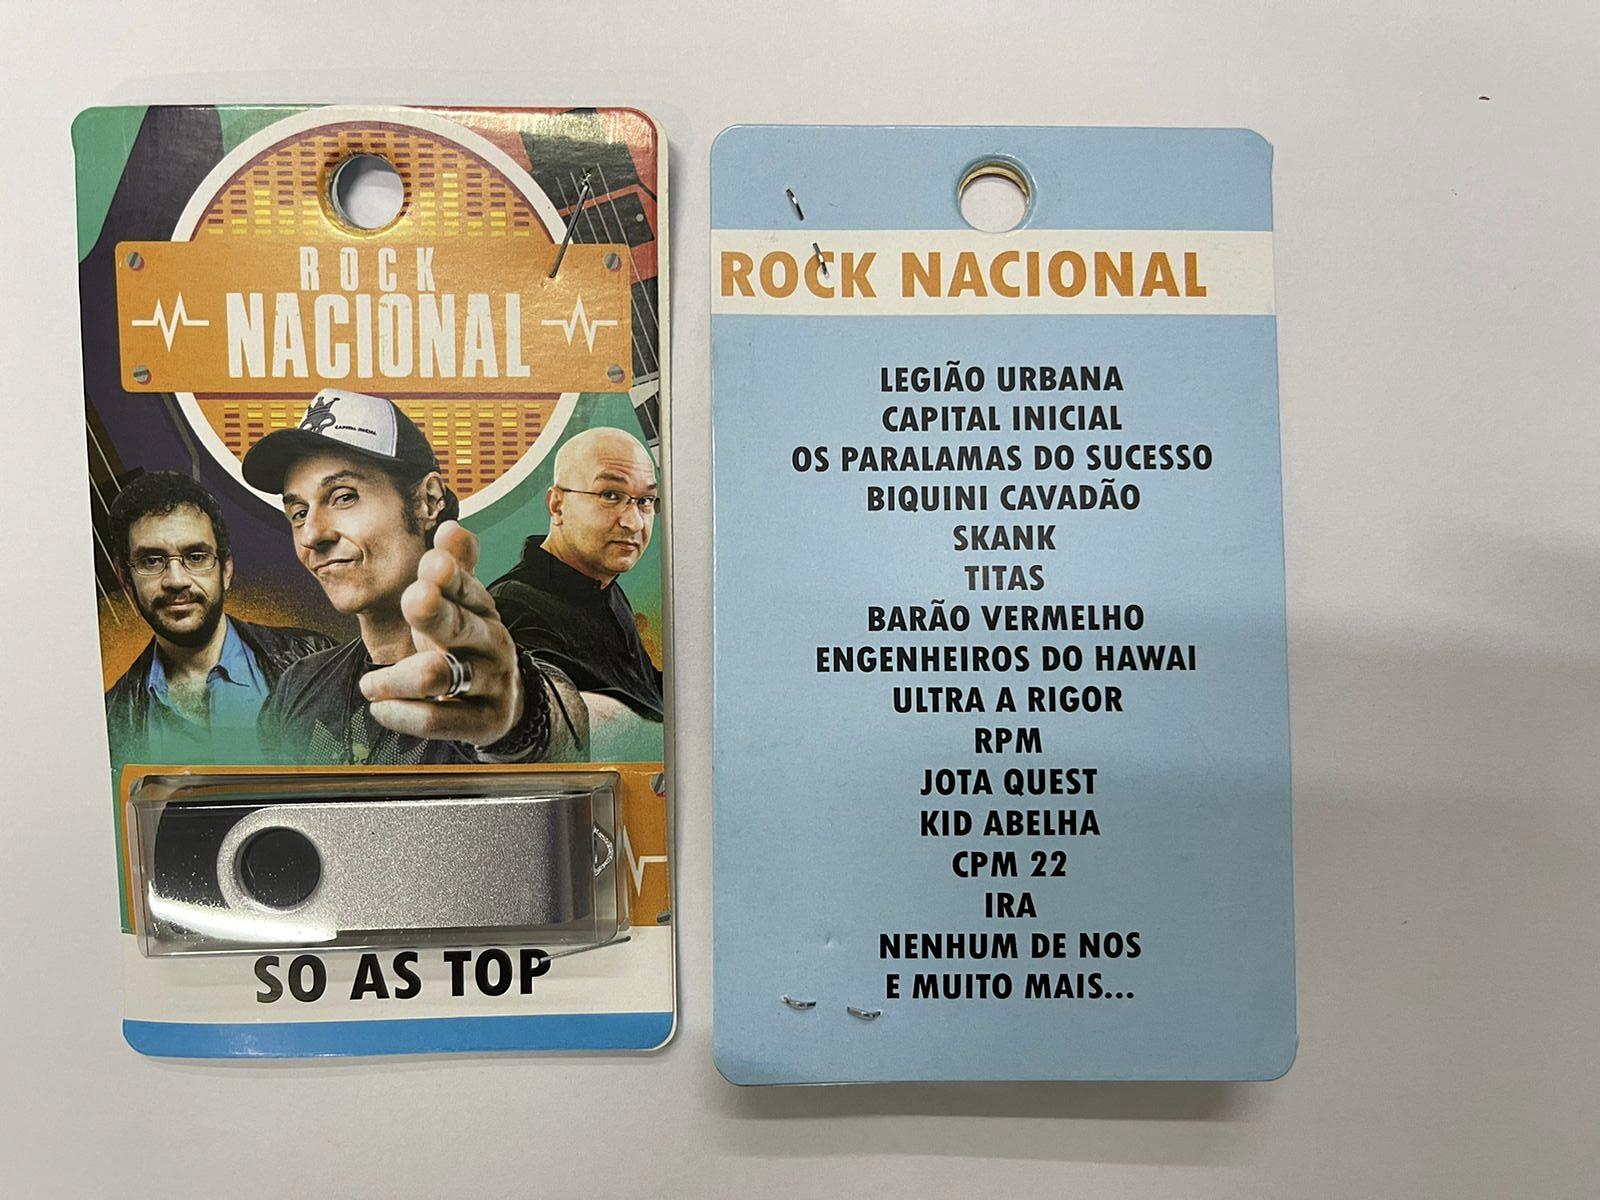 ROCK
NACIONAL
CAPITAL INICIAL
SO AS TOP
ROCK NACIONAL
LEGIÃO URBANA
CAPITAL INICIAL
OS PARALAMAS DO SUCESSO
BIQUINI CAVADÃO
SKANK
TITAS
BARÃO VERMELHO
ENGENHEIROS DO HAWAI
ULTRA A RIGOR
RPM
JOTA QUEST
KID ABELHA
CPM 22
IRA
NENHUM DE NOS
E MUITO MAIS...